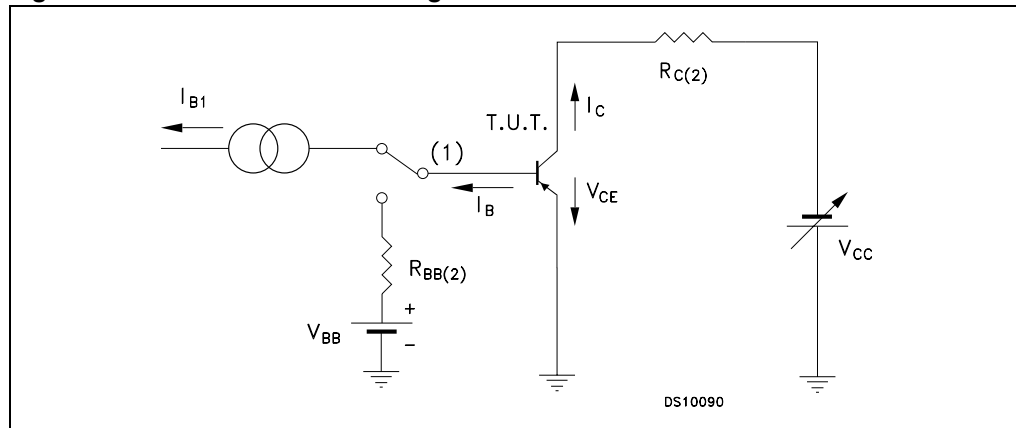 R_C(2)
I_B1
I_C
T.U.T.
(1)
V_CE
I_B
V_CC
R_BB(2)
+
V_BB
-
DS10090